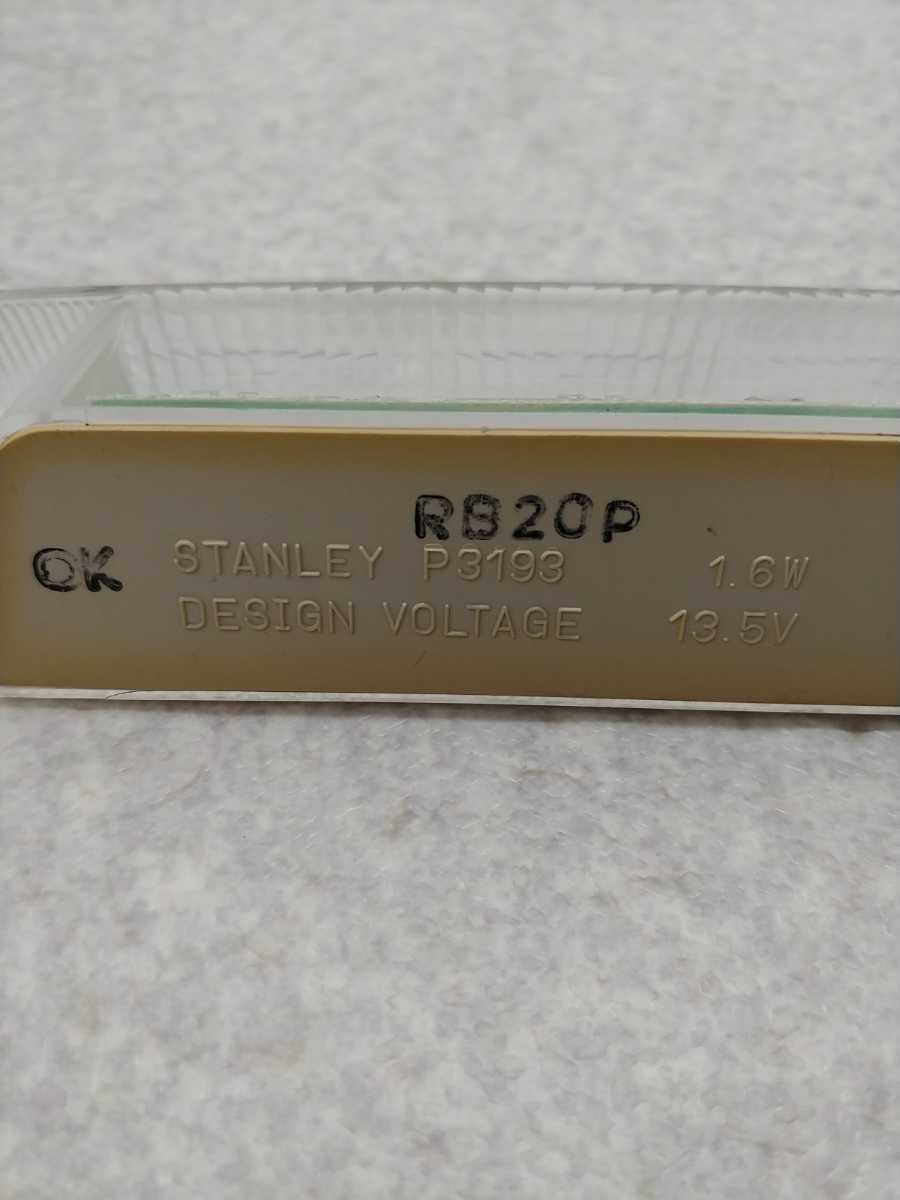 RB20P
OK
STANLEY P3193 1.6W
DESIGN VOLTAGE 13.5V